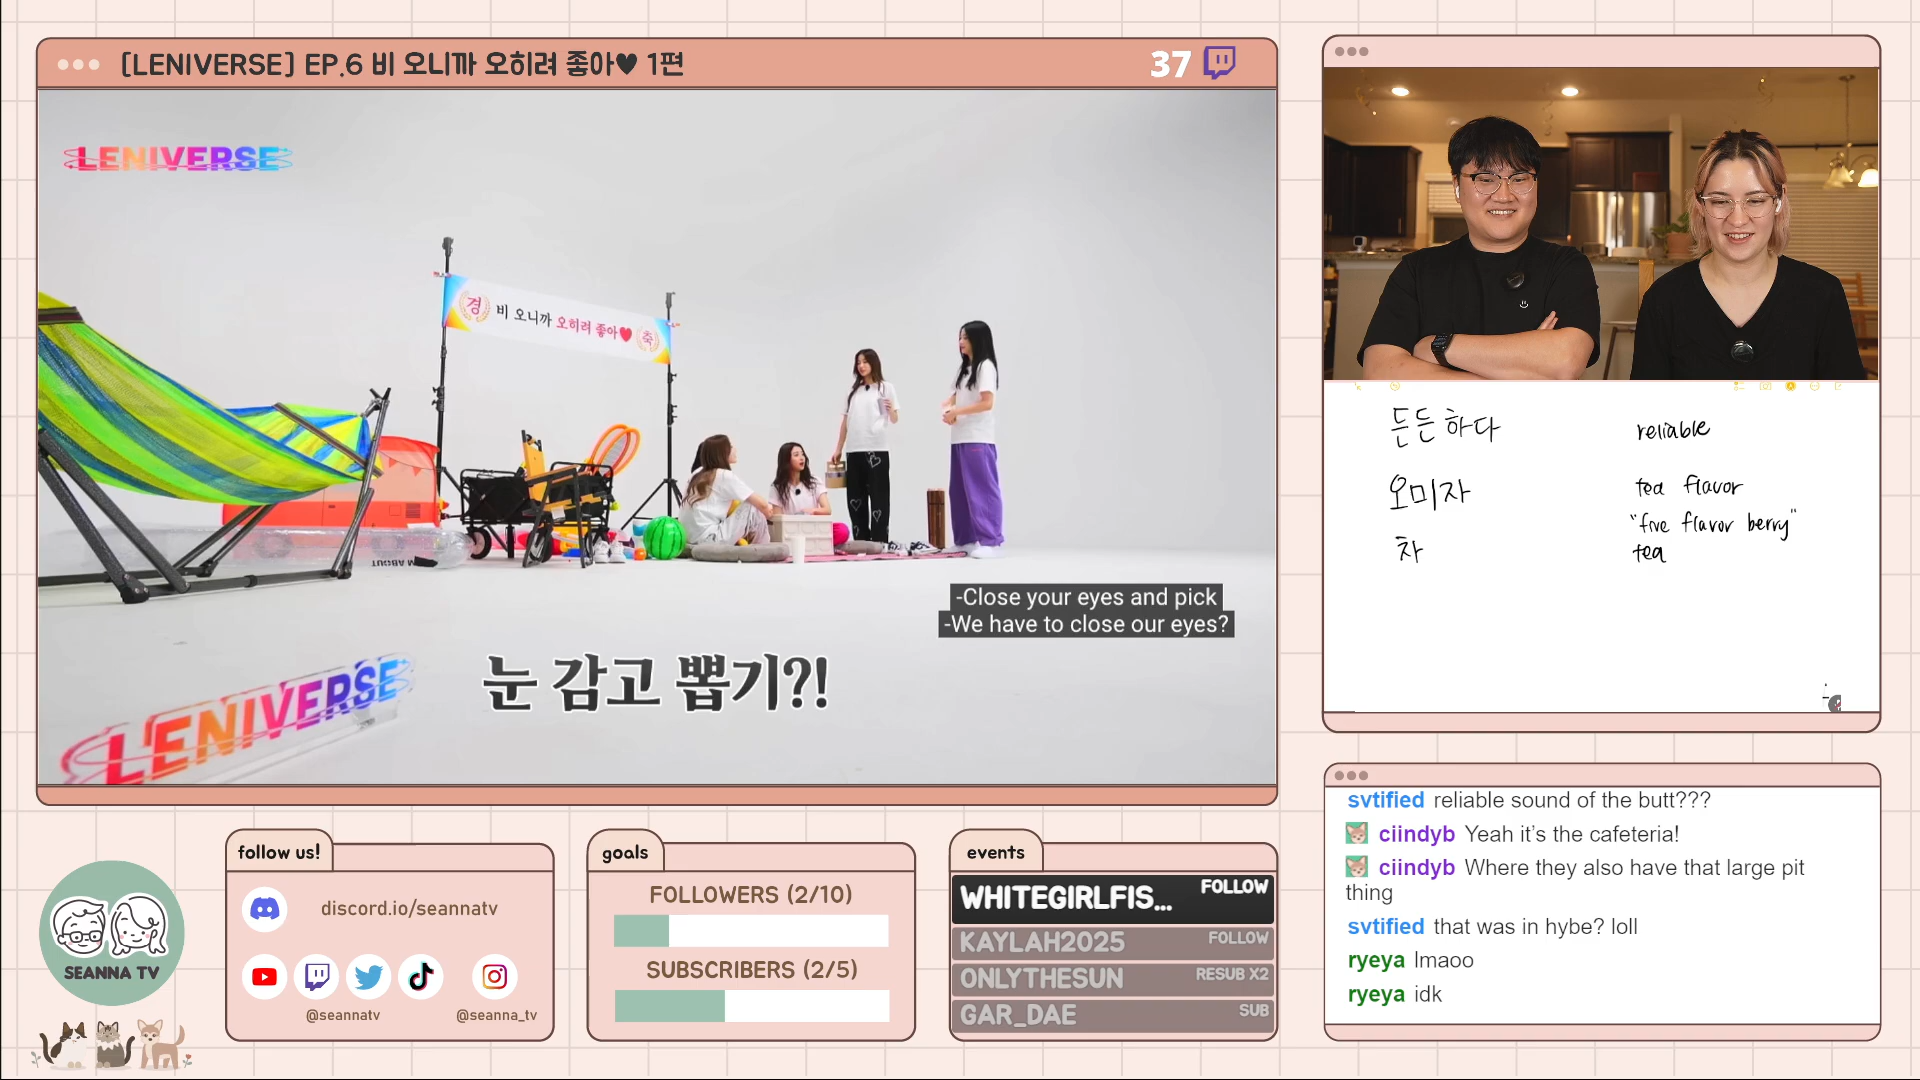 [LENIVERSE] EP.6 비 오니까 오히려 좋아♥ 1편
37
LENIVERSE
경 비 오니까 오히려 좋아♥ 축
-Close your eyes and pick
-We have to close our eyes?
눈 감고 뽑기?!
LENIVERSE
든든하다 reliable
오미자 tea flavor
"five flavor berry"
차 tea
svtified reliable sound of the butt???
ciindyb Yeah it's the cafeteria!
ciindyb Where they also have that large pit
thing
svtified that was in hybe? loll
ryeya lmaoo
ryeya idk
SEANNA TV
follow us!
discord.io/seannatv
@seannatv
@seanna_tv
goals
FOLLOWERS (2/10)
SUBSCRIBERS (2/5)
events
WHITEGIRLFIS... FOLLOW
KAYLAH2025 FOLLOW
ONLYTHESUN RESUB X2
GAR_DAE SUB